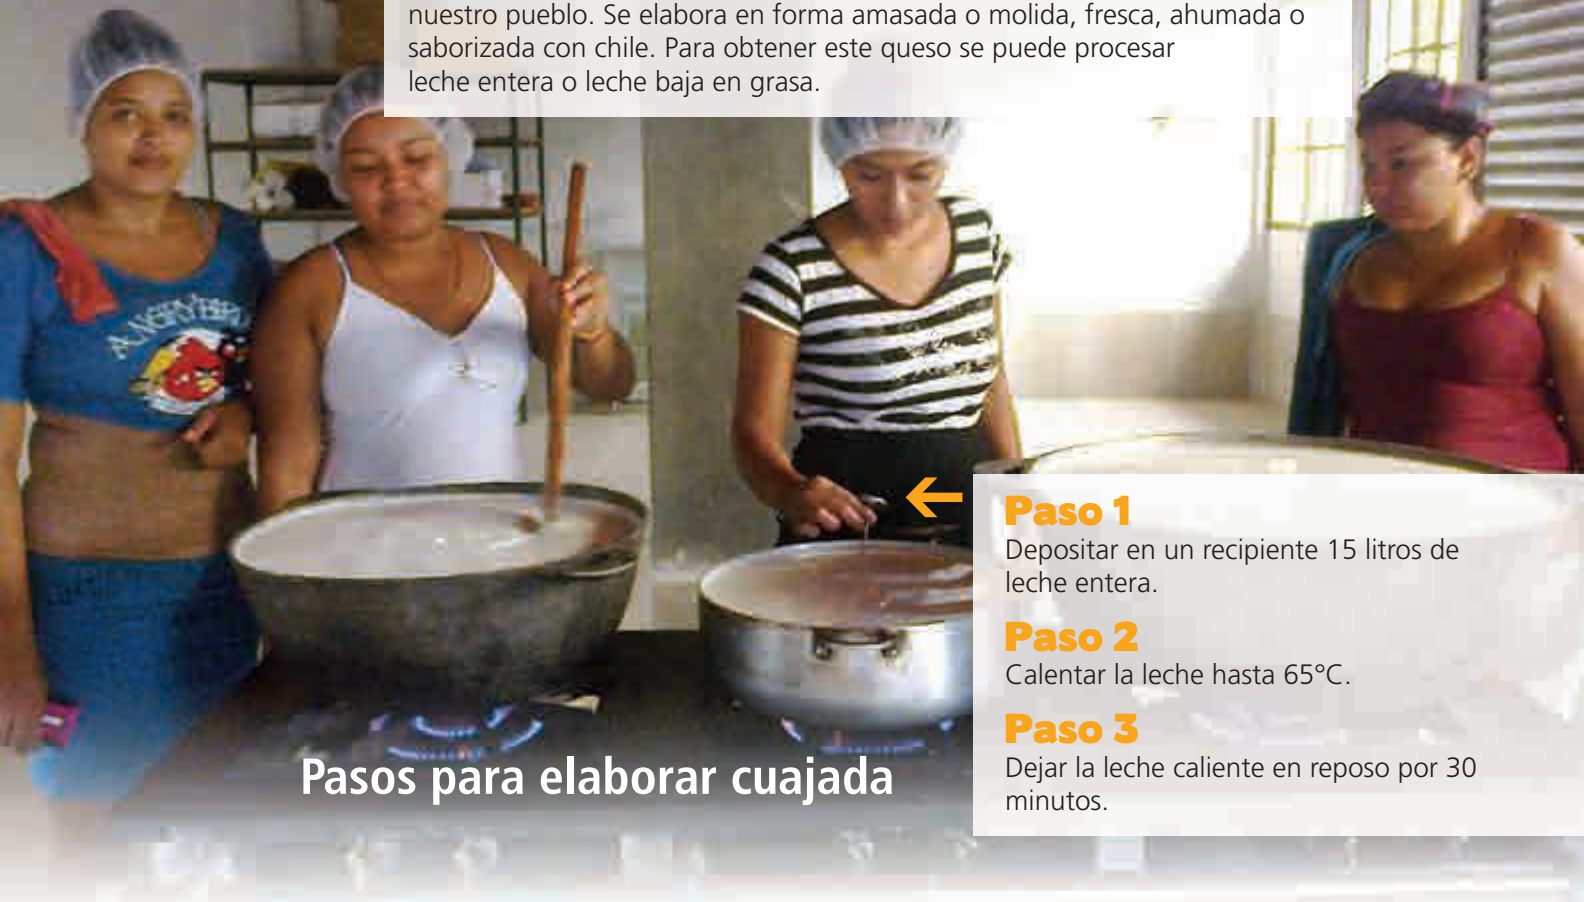 nuestro pueblo. Se elabora en forma amasada o molida, fresca, ahumada o
saborizada con chile. Para obtener este queso se puede procesar
leche entera o leche baja en grasa.
ANGRY BIRD
Paso 1
Depositar en un recipiente 15 litros de
leche entera.
Paso 2
Calentar la leche hasta 65°C.
Paso 3
Dejar la leche caliente en reposo por 30
minutos.
Pasos para elaborar cuajada